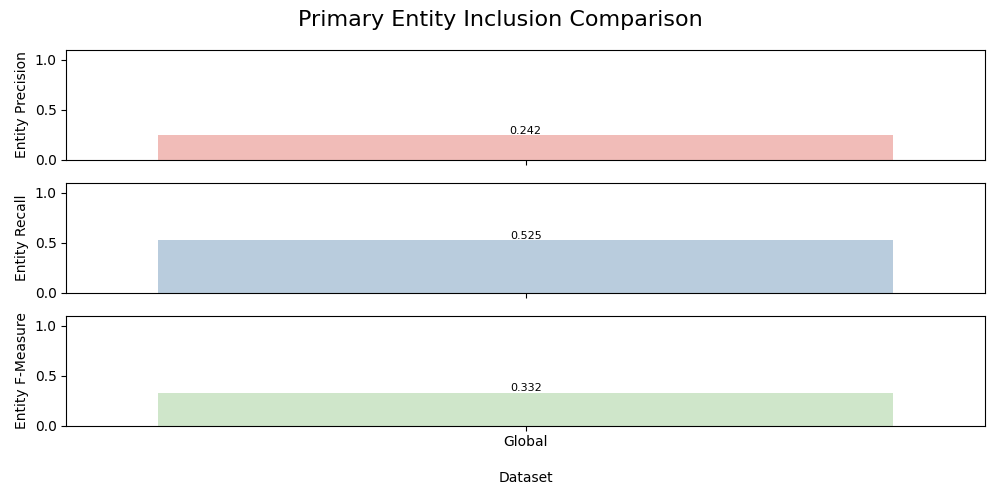 Primary Entity Inclusion Comparison
Entity Precision
1.0
0.5
0.0
0.242
Entity Recall
1.0
0.5
0.0
0.525
Entity F-Measure
1.0
0.5
0.0
0.332
Global
Dataset